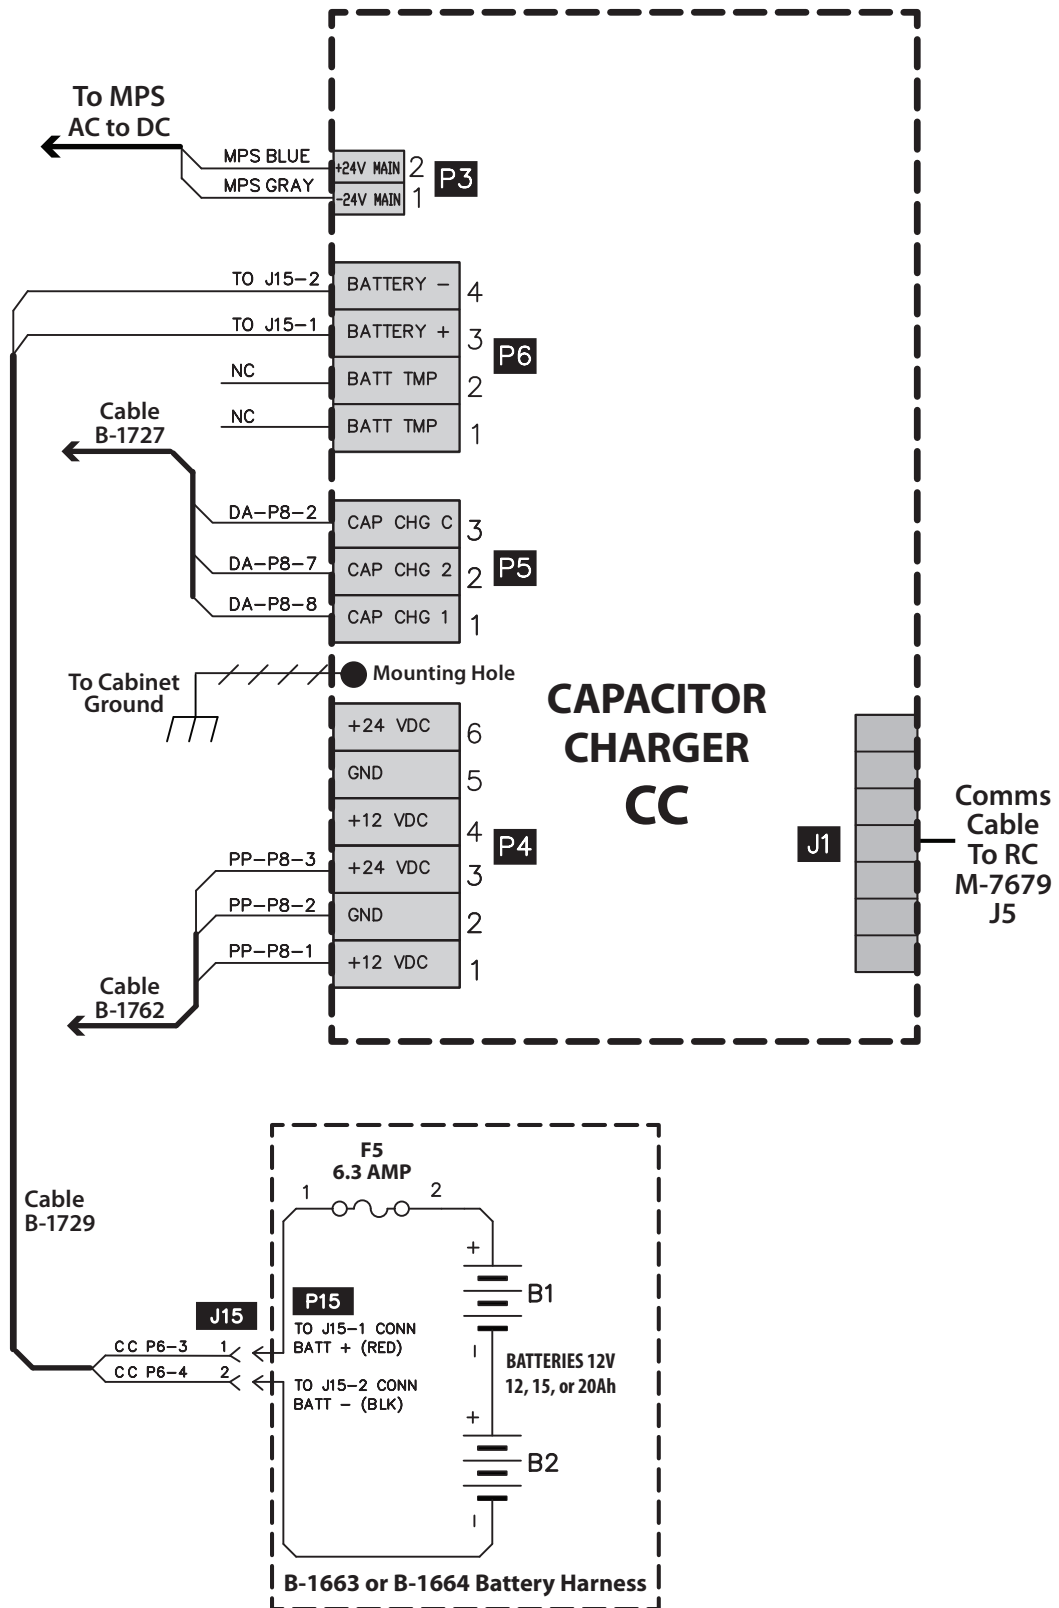 To MPS
AC to DC
MPS BLUE
+24V MAIN 2
P3
MPS GRAY
-24V MAIN 1
TO J15-2
BATTERY - 4
TO J15-1
BATTERY + 3
P6
NC
BATT TMP 2
NC
BATT TMP 1
Cable
B-1727
DA-P8-2
CAP CHG C 3
DA-P8-7
CAP CHG 2 2
P5
DA-P8-8
CAP CHG 1 1
To Cabinet
Ground
Mounting Hole
CAPACITOR
CHARGER
CC
+24 VDC 6
GND 5
+12 VDC 4
P4
PP-P8-3
+24 VDC 3
PP-P8-2
GND 2
PP-P8-1
+12 VDC 1
Cable
B-1762
J1
Comms
Cable
To RC
M-7679
J5
Cable
B-1729
F5
6.3 AMP
1 2
+
B1
-
J15
P15
TO J15-1 CONN
BATT + (RED)
CC P6-3 1
CC P6-4 2
TO J15-2 CONN
BATT - (BLK)
BATTERIES 12V
12, 15, or 20Ah
+
B2
-
B-1663 or B-1664 Battery Harness